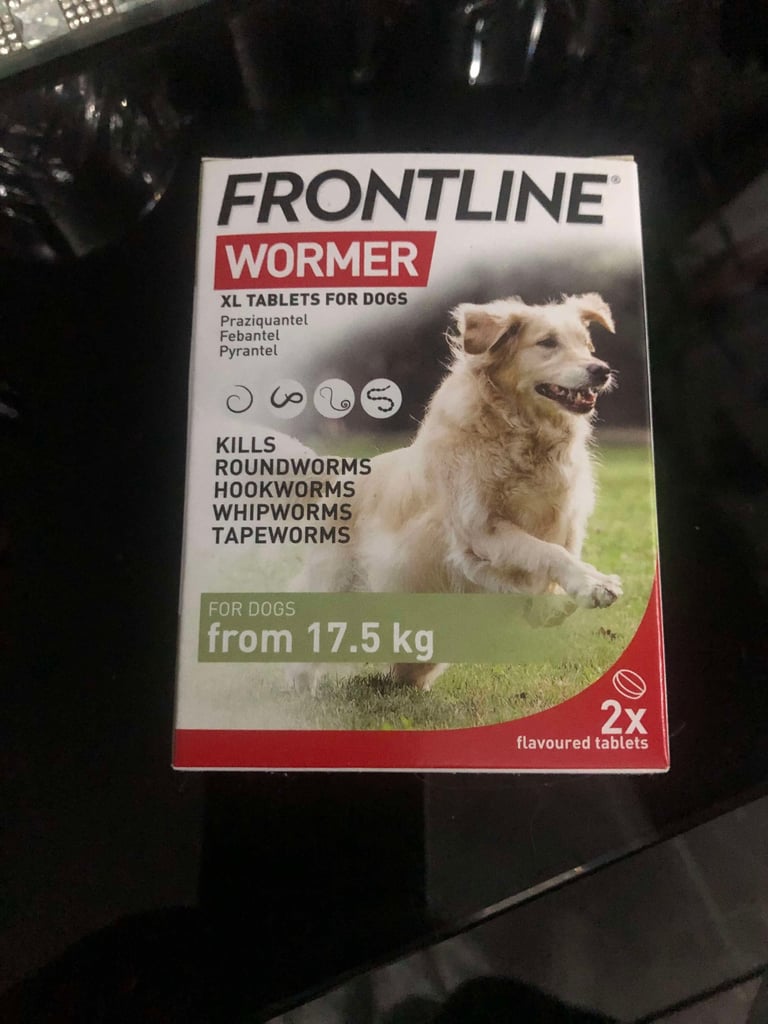 FRONTLINE®
WORMER
XL TABLETS FOR DOGS
Praziquantel
Febantel
Pyrantel
KILLS
ROUNDWORMS
HOOKWORMS
WHIPWORMS
TAPEWORMS
FOR DOGS
from 17.5 kg
2x
flavoured tablets